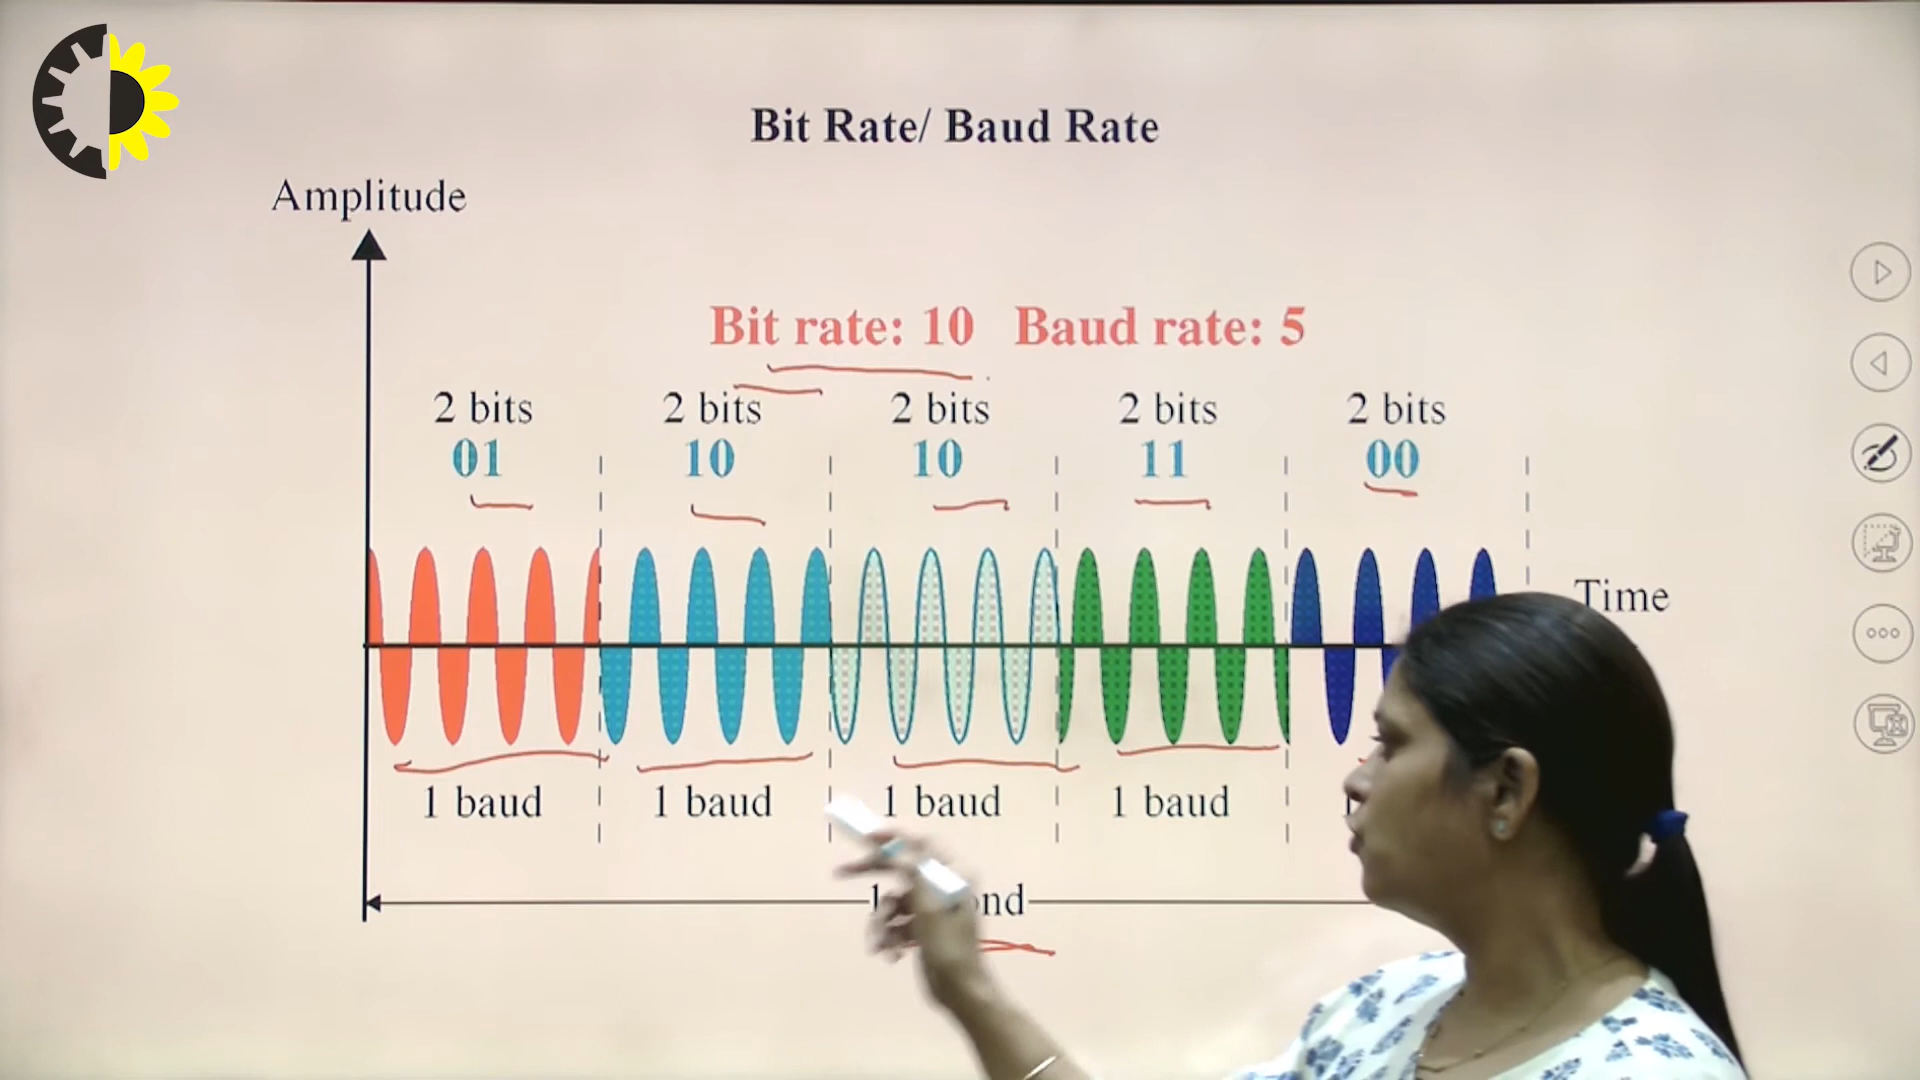 Bit Rate/ Baud Rate
Amplitude
Bit rate: 10 Baud rate: 5
2 bits 2 bits 2 bits 2 bits 2 bits
01 10 10 11 00
Time
1 baud 1 baud 1 baud 1 baud